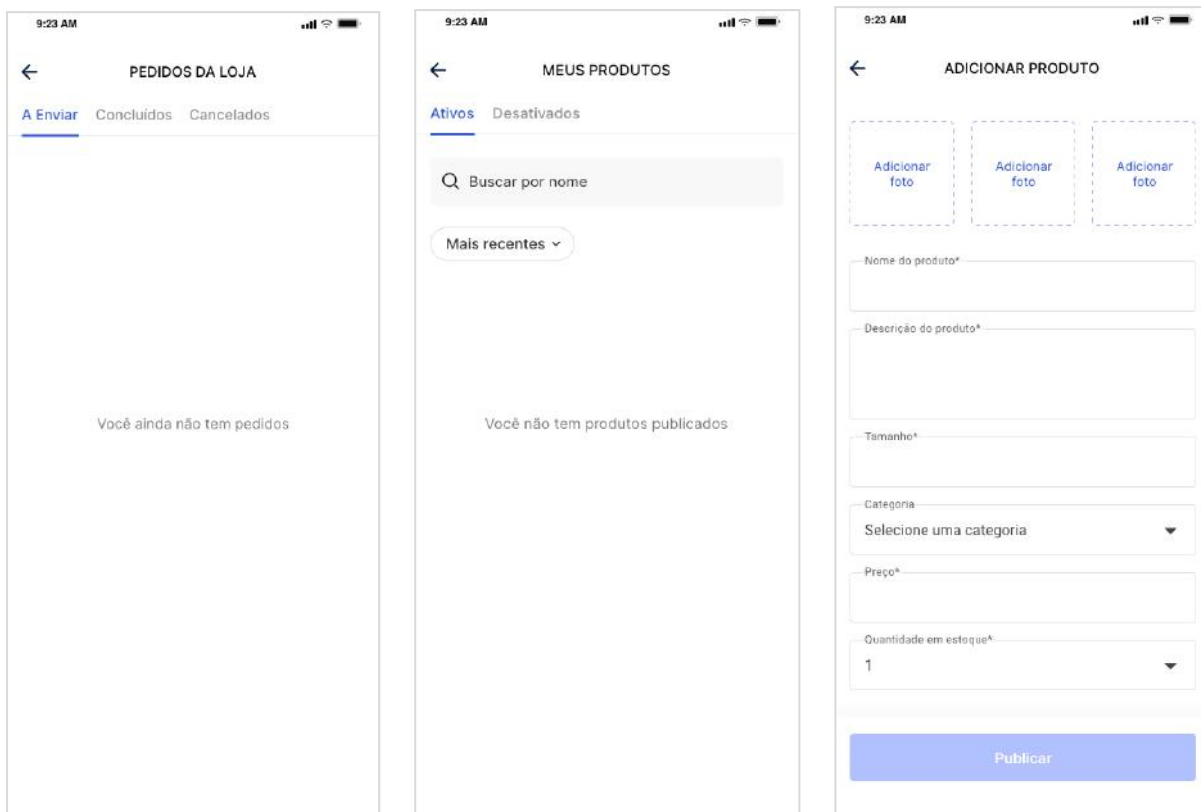 9:23 AM
PEDIDOS DA LOJA
A Enviar Concluídos Cancelados
Você ainda não tem pedidos
9:23 AM
MEUS PRODUTOS
Ativos Desativados
Buscar por nome
Mais recentes
Você não tem produtos publicados
9:23 AM
ADICIONAR PRODUTO
Adicionar foto
Adicionar foto
Adicionar foto
Nome do produto*
Descrição do produto*
Tamanho*
Categoria
Selecione uma categoria
Preço*
Quantidade em estoque*
1
Publicar